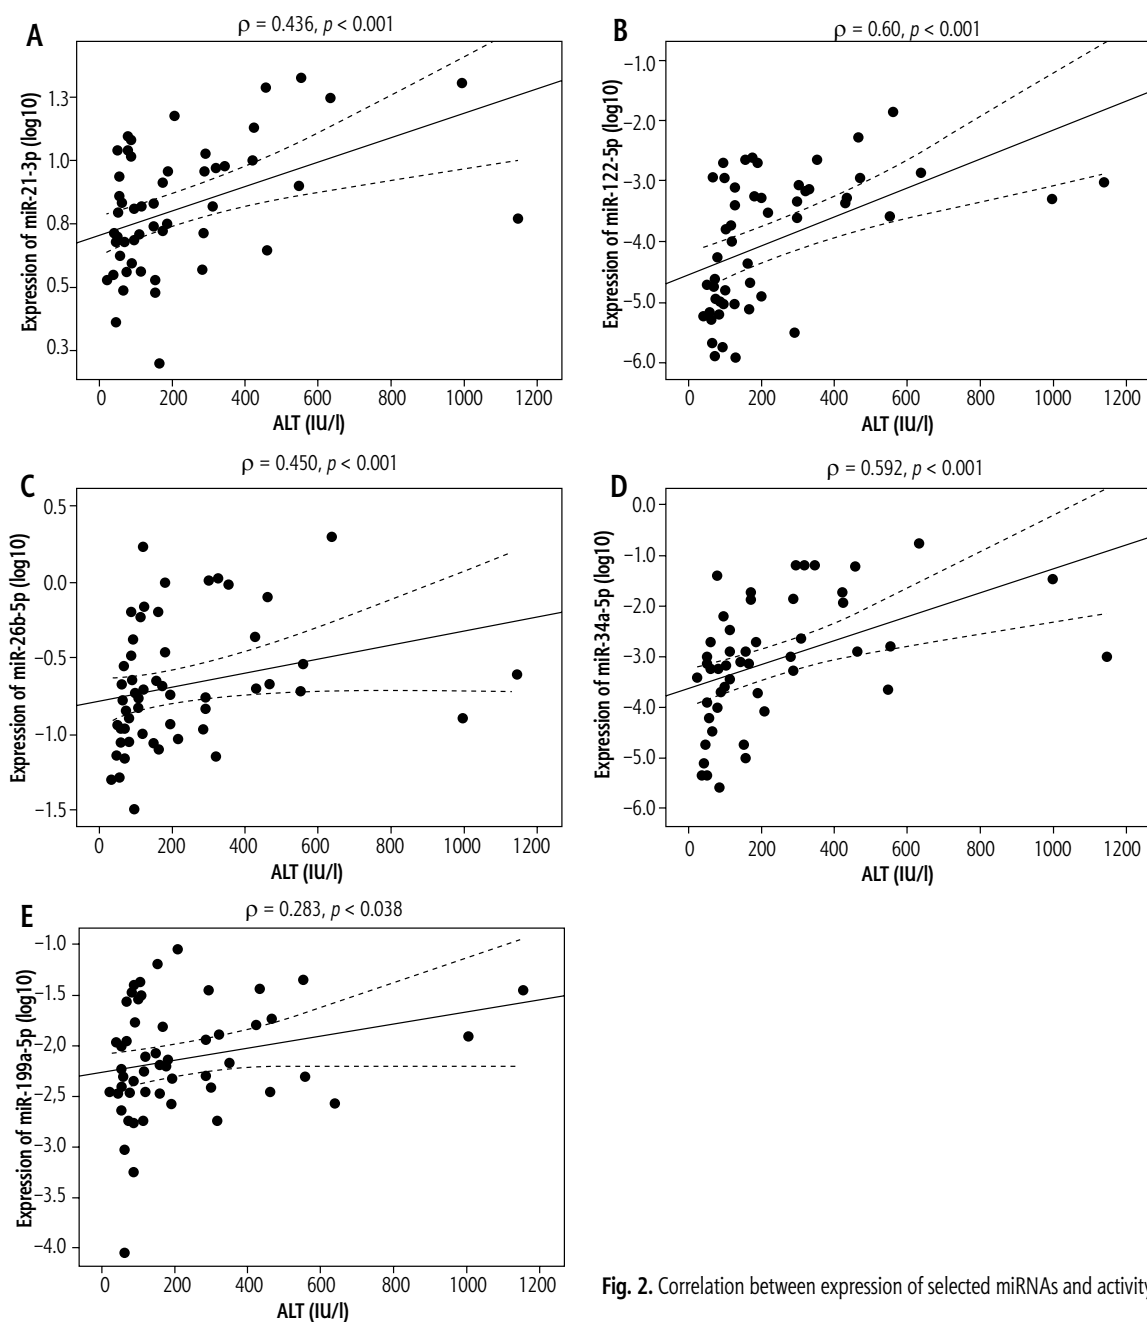 A
ρ = 0.436, p < 0.001
Expression of miR-21-3p (log10)
1.3
1.0
0.8
0.5
0.3
0 200 400 600 800 1000 1200
ALT (IU/l)
B
ρ = 0.60, p < 0.001
Expression of miR-122-5p (log10)
−1.0
−2.0
−3.0
−4.0
−5.0
−6.0
0 200 400 600 800 1000 1200
ALT (IU/l)
C
ρ = 0.450, p < 0.001
Expression of miR-26b-5p (log10)
0.5
0.0
−0.5
−1.0
−1.5
0 200 400 600 800 1000 1200
ALT (IU/l)
D
ρ = 0.592, p < 0.001
Expression of miR-34a-5p (log10)
0.0
−1.0
−2.0
−3.0
−4.0
−5.0
−6.0
0 200 400 600 800 1000 1200
ALT (IU/l)
E
ρ = 0.283, p < 0.038
Expression of miR-199a-5p (log10)
−1.0
−1.5
−2.0
−2,5
−3.0
−3.5
−4.0
0 200 400 600 800 1000 1200
ALT (IU/l)
Fig. 2. Correlation between expression of selected miRNAs and activity